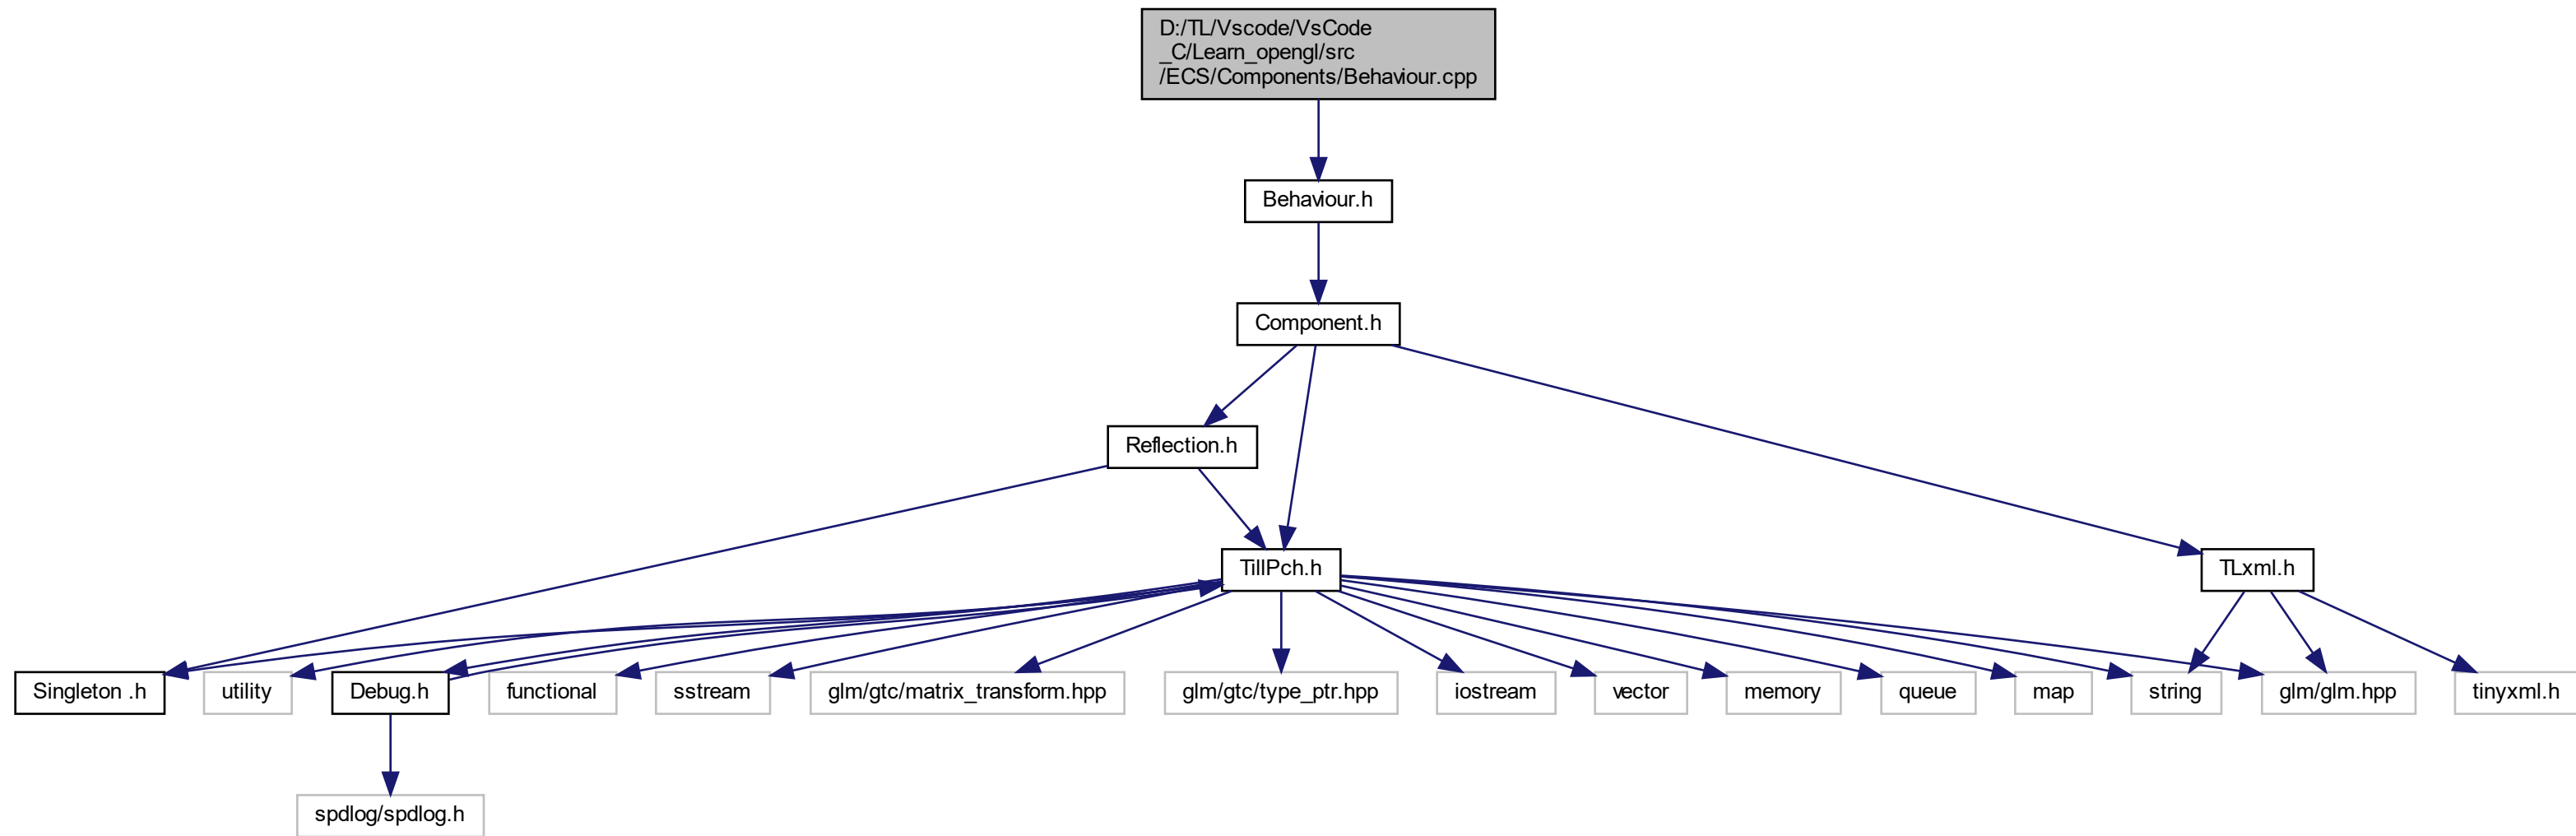 D:/TL/Vscode/VsCode
_C/Learn_opengl/src
/ECS/Components/Behaviour.cpp
Behaviour.h
Component.h
Reflection.h
TillPch.h
TLxml.h
Singleton .h
utility
Debug.h
functional
sstream
glm/gtc/matrix_transform.hpp
glm/gtc/type_ptr.hpp
iostream
vector
memory
queue
map
string
glm/glm.hpp
tinyxml.h
spdlog/spdlog.h